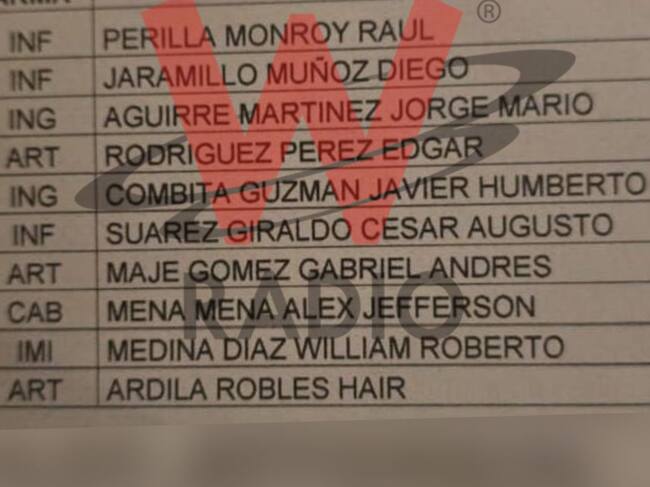 INF PERILLA MONROY RAUL
INF JARAMILLO MUÑOZ DIEGO
ING AGUIRRE MARTINEZ JORGE MARIO
ART RODRIGUEZ PEREZ EDGAR
ING COMBITA GUZMAN JAVIER HUMBERTO
INF SUAREZ GIRALDO CESAR AUGUSTO
ART MAJE GOMEZ GABRIEL ANDRES
CAB MENA MENA ALEX JEFFERSON
IMI MEDINA DIAZ WILLIAM ROBERTO
ART ARDILA ROBLES HAIR
W
RADIO
®